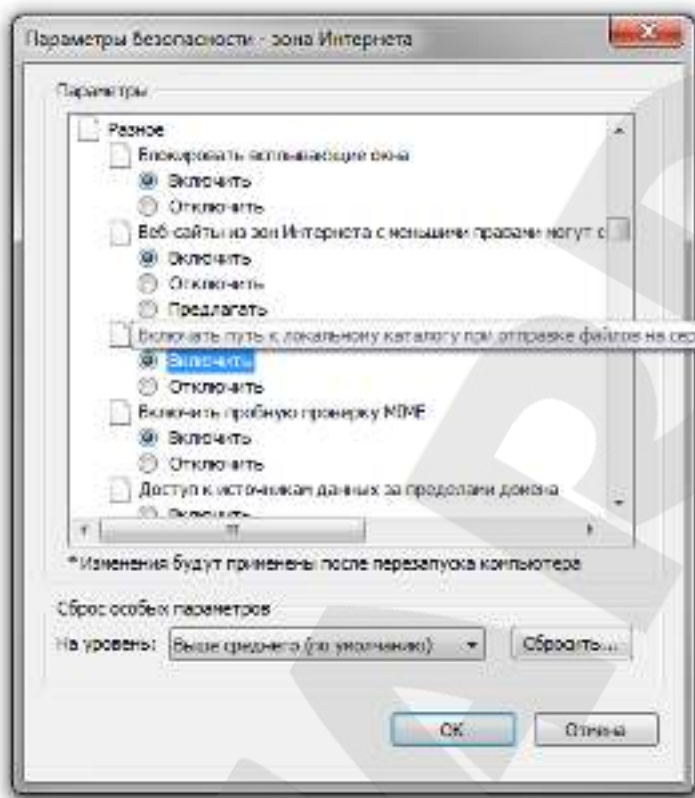 Параметры безопасности - зона Интернета
Параметры
Разное
Блокировать всплывающие окна
Включить
Отключить
Веб-сайты из зон Интернета с меньшими правами могут с
Включить
Отключить
Предлагать
Включать путь к локальному каталогу при отправке файлов на сер
Включить
Отключить
Включить пробную проверку MIME
Включить
Отключить
Доступ к источникам данных за пределами домена
Включить
*Изменения будут применены после перезапуска компьютера
Сброс особых параметров
На уровень: Выше среднего (по умолчанию) Сбросить...
OK Отмена